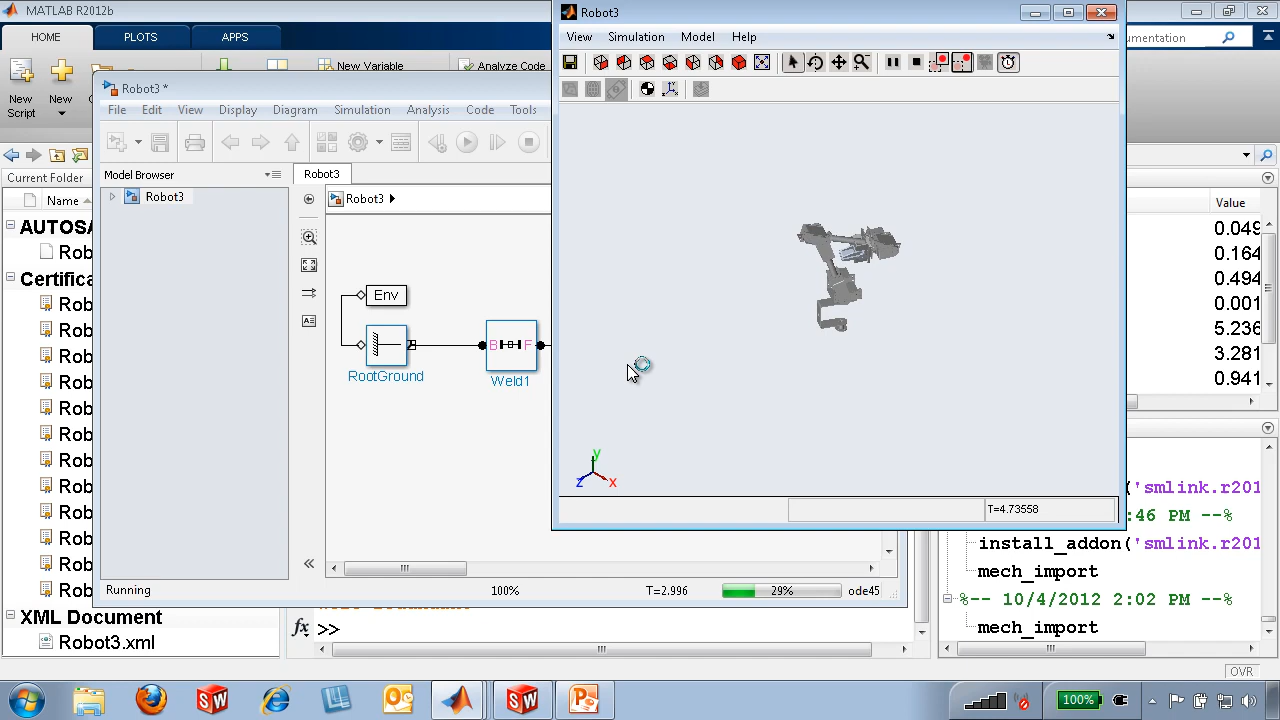 MATLAB R2012b
HOME
PLOTS
APPS
New Variable
Analyze Code
New
Script
New
Current Folder
Name
AUTOSA
Rob
Certifica
Rob
Rob
Rob
Rob
Rob
Rob
Rob
Rob
Rob
Rob
Rob
Rob
XML Document
Robot3.xml
Robot3 *
File Edit View Display Diagram Simulation Analysis Code Tools
Model Browser
Robot3
Robot3
Robot3
Env
RootGround
B F
Weld1
Running
100%
T=2.996
29%
ode45
fx >>
Robot3
View Simulation Model Help
y
z x
T=4.73558
umentation
Value
0.049
0.164
0.494
0.001
5.236
3.281
0.941
('smlink.r201
:46 PM --%
install_addon('smlink.r201
mech_import
%-- 10/4/2012 2:02 PM --%
mech_import
OVR
100%